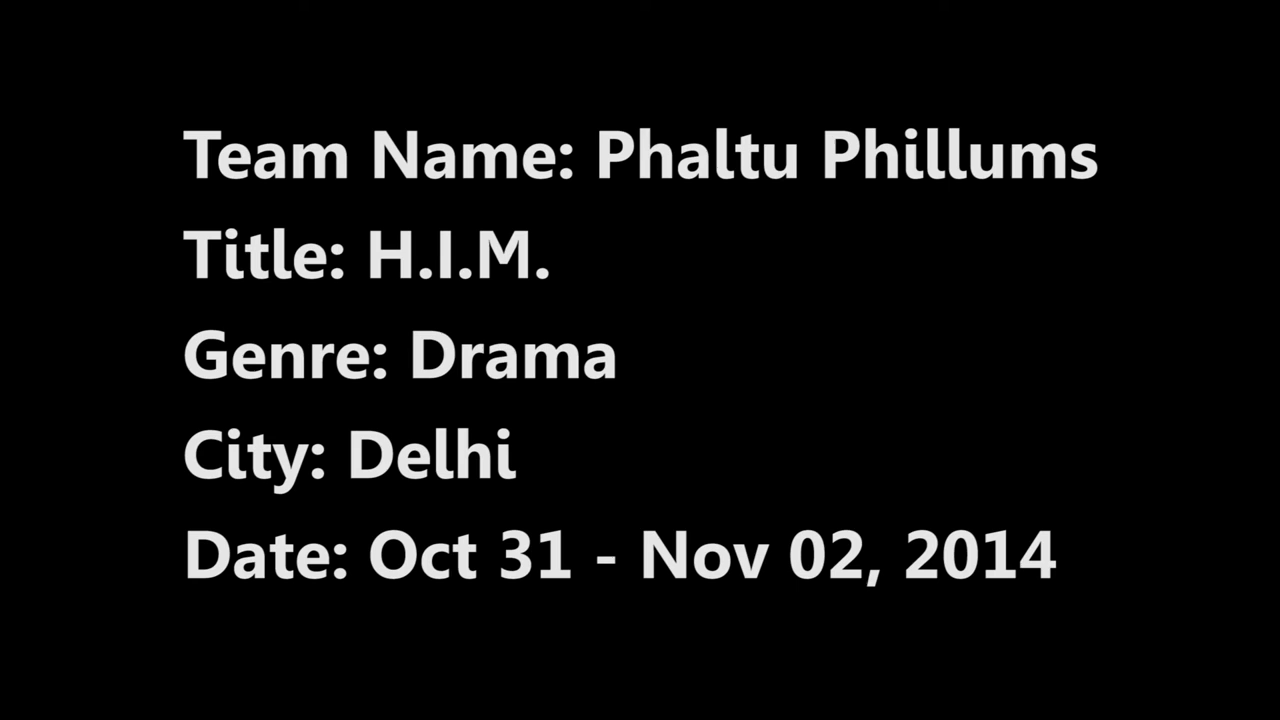 Team Name: Phaltu Phillums
Title: H.I.M.
Genre: Drama
City: Delhi
Date: Oct 31 - Nov 02, 2014